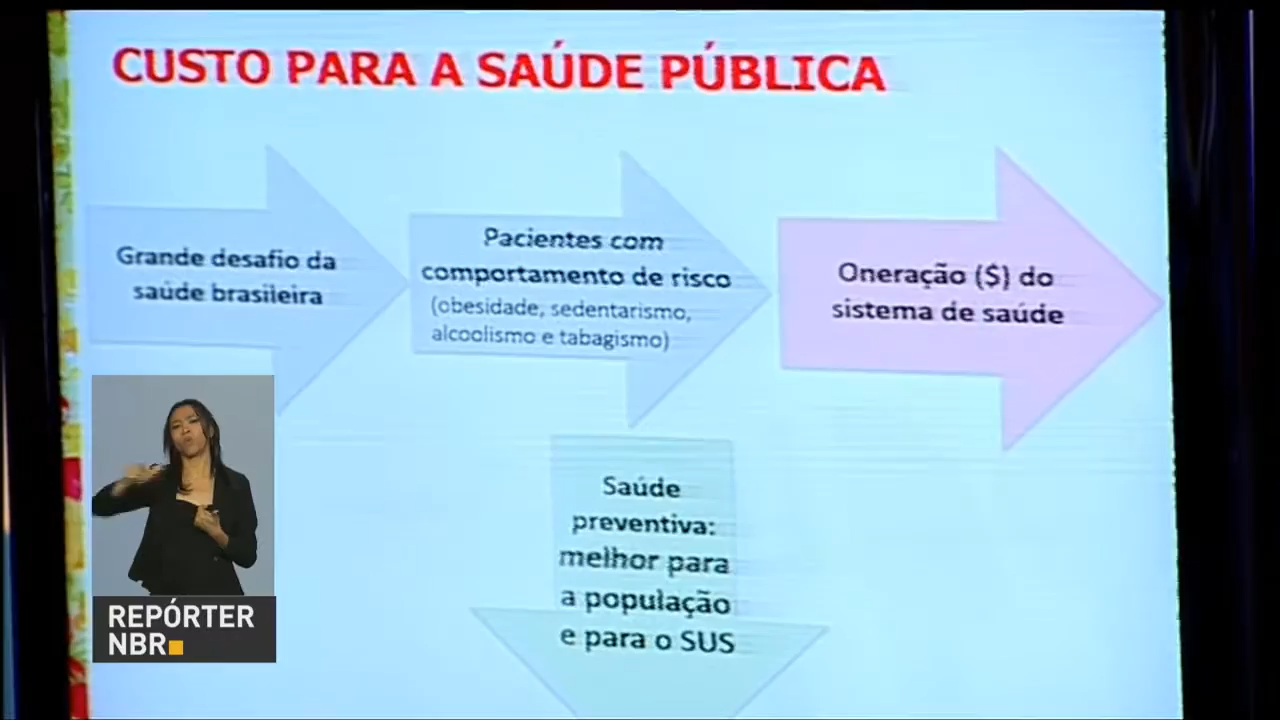 CUSTO PARA A SAÚDE PÚBLICA
Grande desafio da
saúde brasileira
Pacientes com
comportamento de risco
(obesidade, sedentarismo,
alcoolismo e tabagismo)
Oneração ($) do
sistema de saúde
Saúde
preventiva:
melhor para
a população
e para o SUS
REPÓRTER
NBR